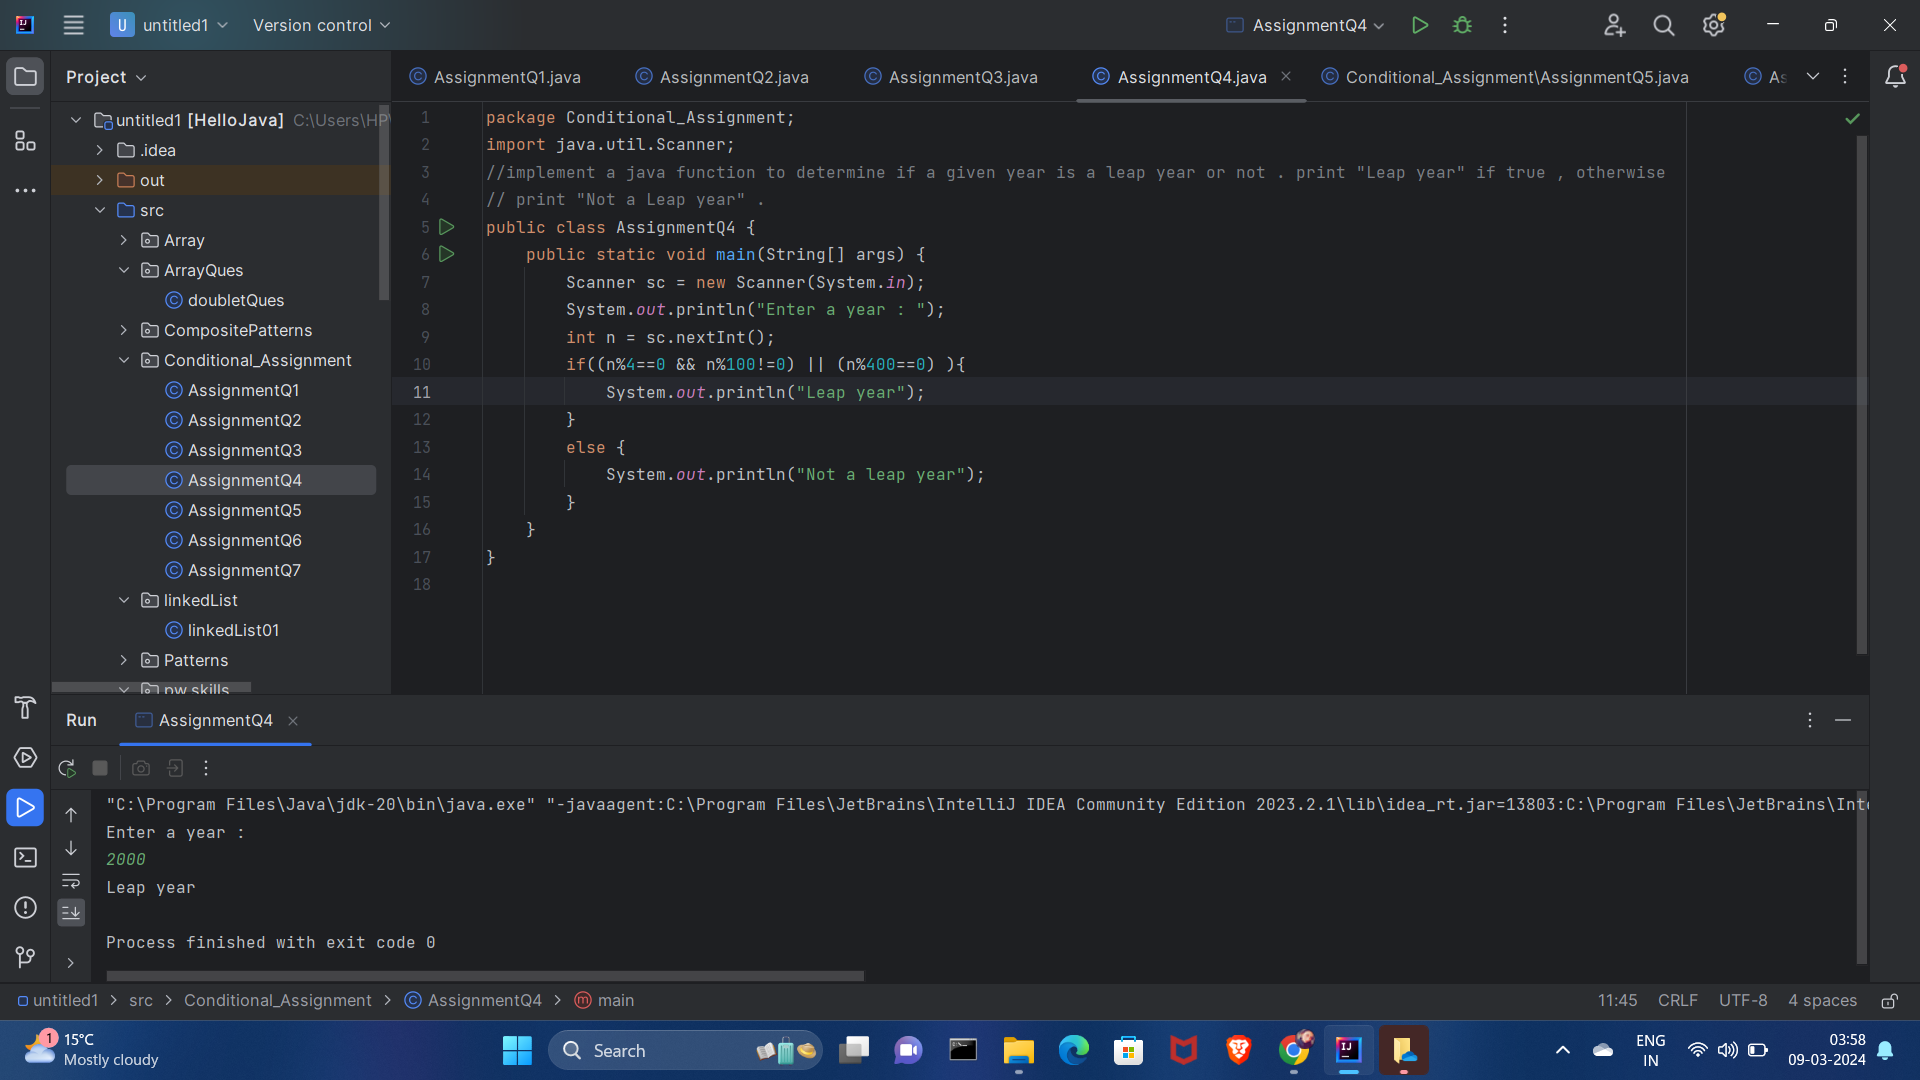 untitled1 Version control AssignmentQ4
Project
AssignmentQ1.java AssignmentQ2.java AssignmentQ3.java AssignmentQ4.java Conditional_Assignment\AssignmentQ5.java As
untitled1 [HelloJava] C:\Users\HP\
.idea
out
src
Array
ArrayQues
doubletQues
CompositePatterns
Conditional_Assignment
AssignmentQ1
AssignmentQ2
AssignmentQ3
AssignmentQ4
AssignmentQ5
AssignmentQ6
AssignmentQ7
linkedList
linkedList01
Patterns
pw.skills
1 package Conditional_Assignment;
2 import java.util.Scanner;
3 //implement a java function to determine if a given year is a leap year or not . print "Leap year" if true , otherwise
4 // print "Not a Leap year" .
5 public class AssignmentQ4 {
6 public static void main(String[] args) {
7 Scanner sc = new Scanner(System.in);
8 System.out.println("Enter a year : ");
9 int n = sc.nextInt();
10 if((n%4==0 && n%100!=0) || (n%400==0) ){
11 System.out.println("Leap year");
12 }
13 else {
14 System.out.println("Not a leap year");
15 }
16 }
17 }
18
Run AssignmentQ4
"C:\Program Files\Java\jdk-20\bin\java.exe" "-javaagent:C:\Program Files\JetBrains\IntelliJ IDEA Community Edition 2023.2.1\lib\idea_rt.jar=13803:C:\Program Files\JetBrains\Inte
Enter a year :
2000
Leap year
Process finished with exit code 0
untitled1 > src > Conditional_Assignment > AssignmentQ4 > main 11:45 CRLF UTF-8 4 spaces
1 15°C
Mostly cloudy
Search
ENG
IN
03:58
09-03-2024